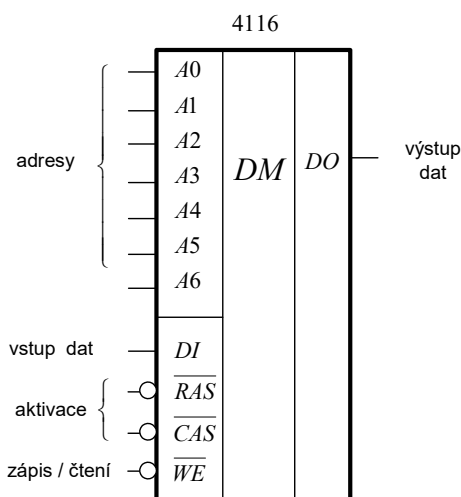 4116
A0
A1
A2
adresy
A3
DM
DO
výstup
dat
A4
A5
A6
vstup dat
DI
RAS
aktivace
CAS
zápis / čtení
WE